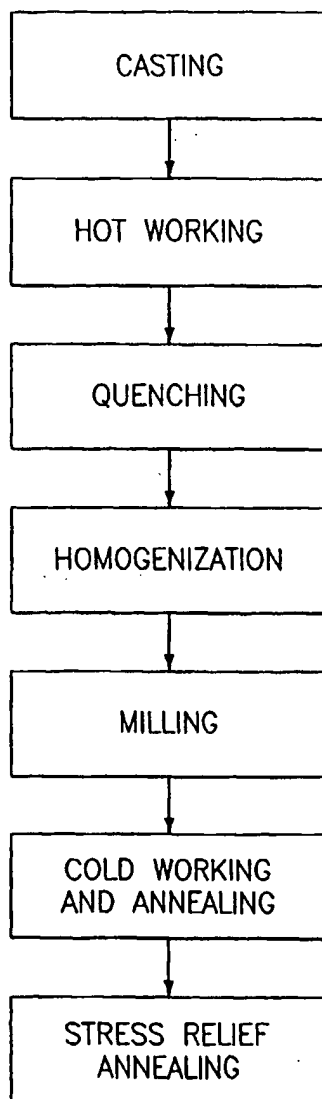 CASTING
HOT WORKING
QUENCHING
HOMOGENIZATION
MILLING
COLD WORKING
AND ANNEALING
STRESS RELIEF
ANNEALING